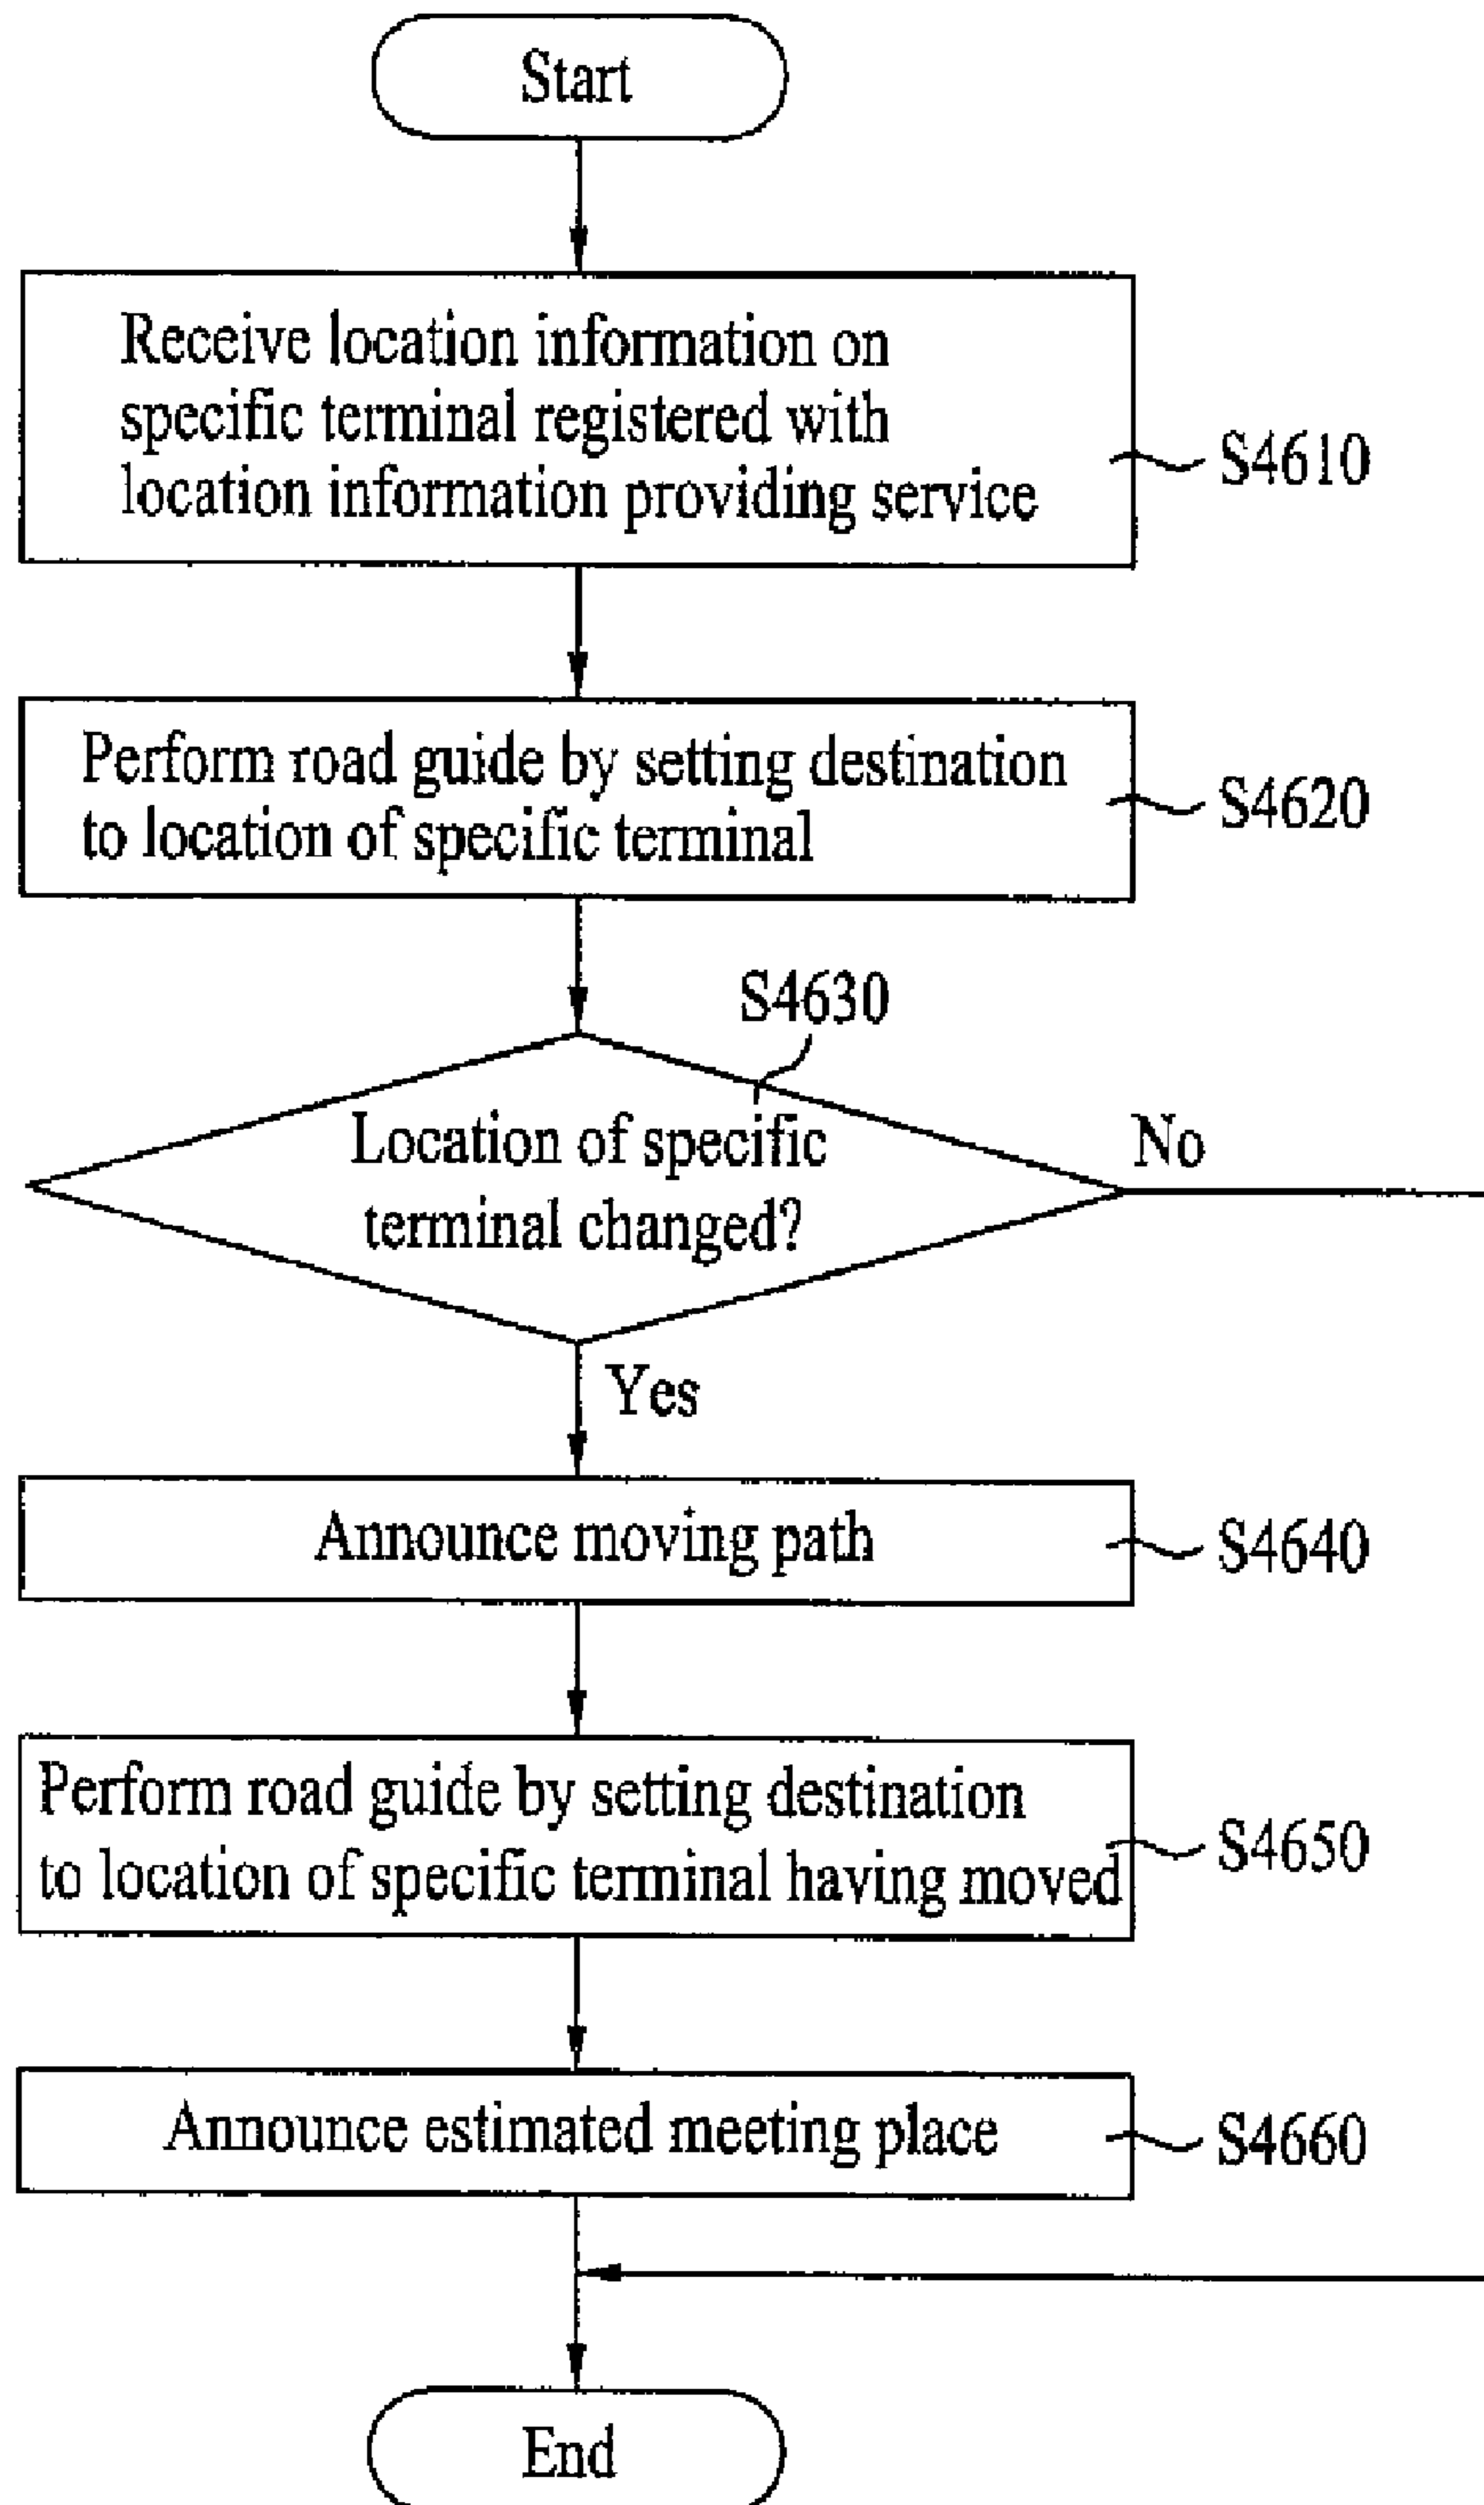 Start
Receive location information on
specific terminal registered with
location information providing service
S4610
Perform road guide by setting destination
to location of specific terminal
S4620
S4630
Location of specific
terminal changed?
No
Yes
Announce moving path
S4640
Perform road guide by setting destination
to location of specific terminal having moved
S4650
Announce estimated meeting place
S4660
End